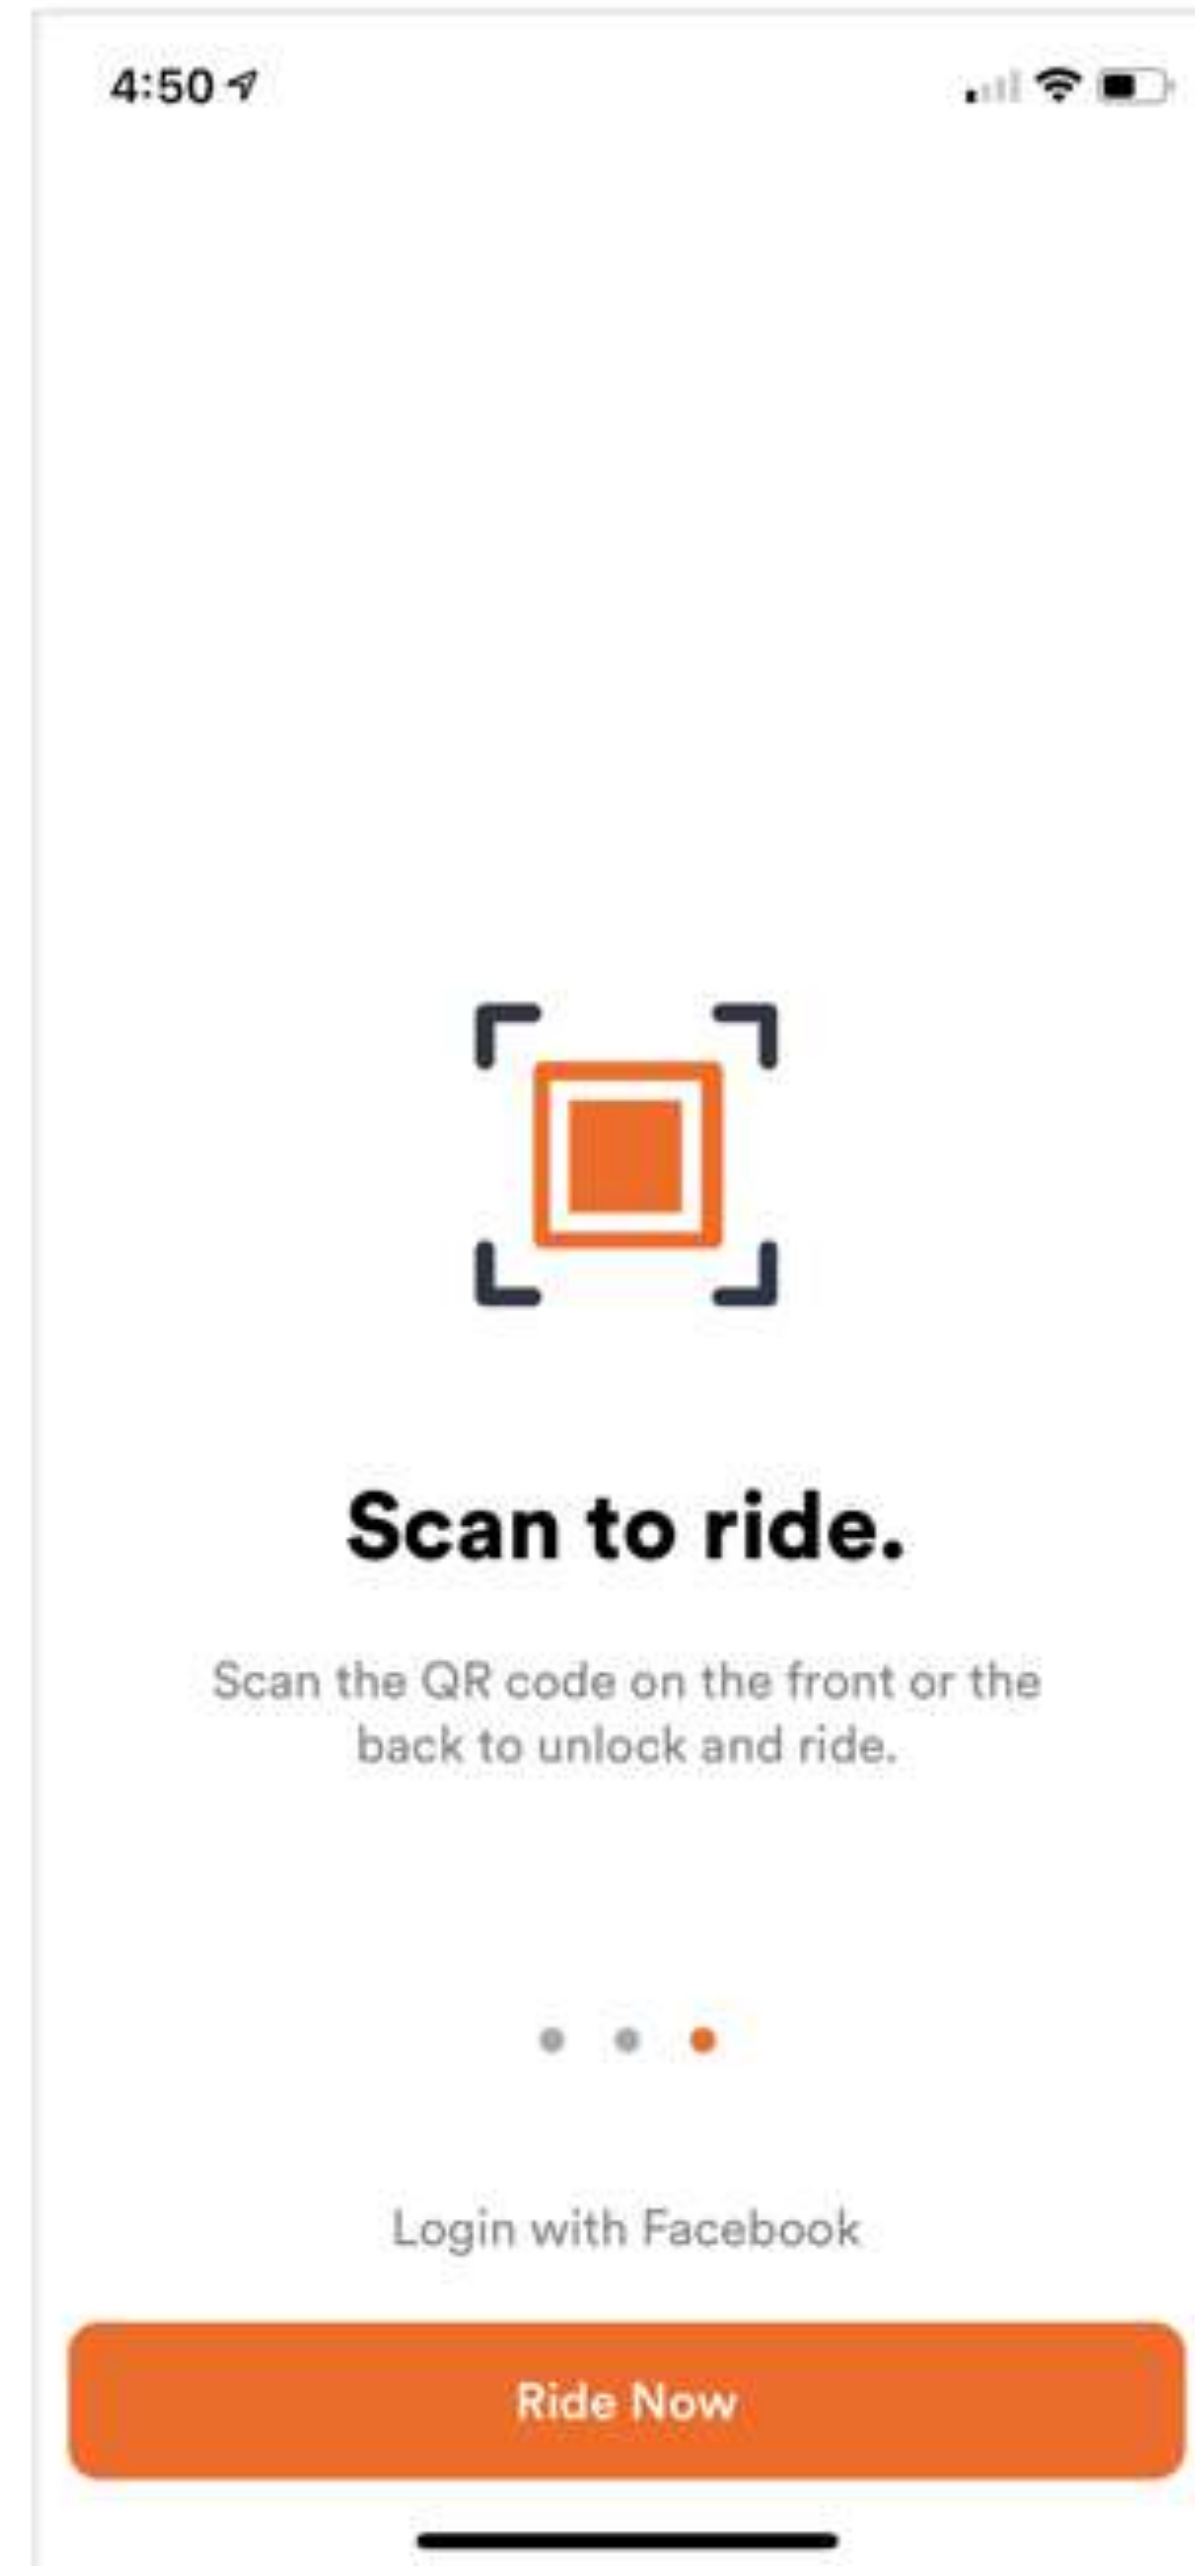 4:50
Scan to ride.
Scan the QR code on the front or the
back to unlock and ride.
Login with Facebook
Ride Now